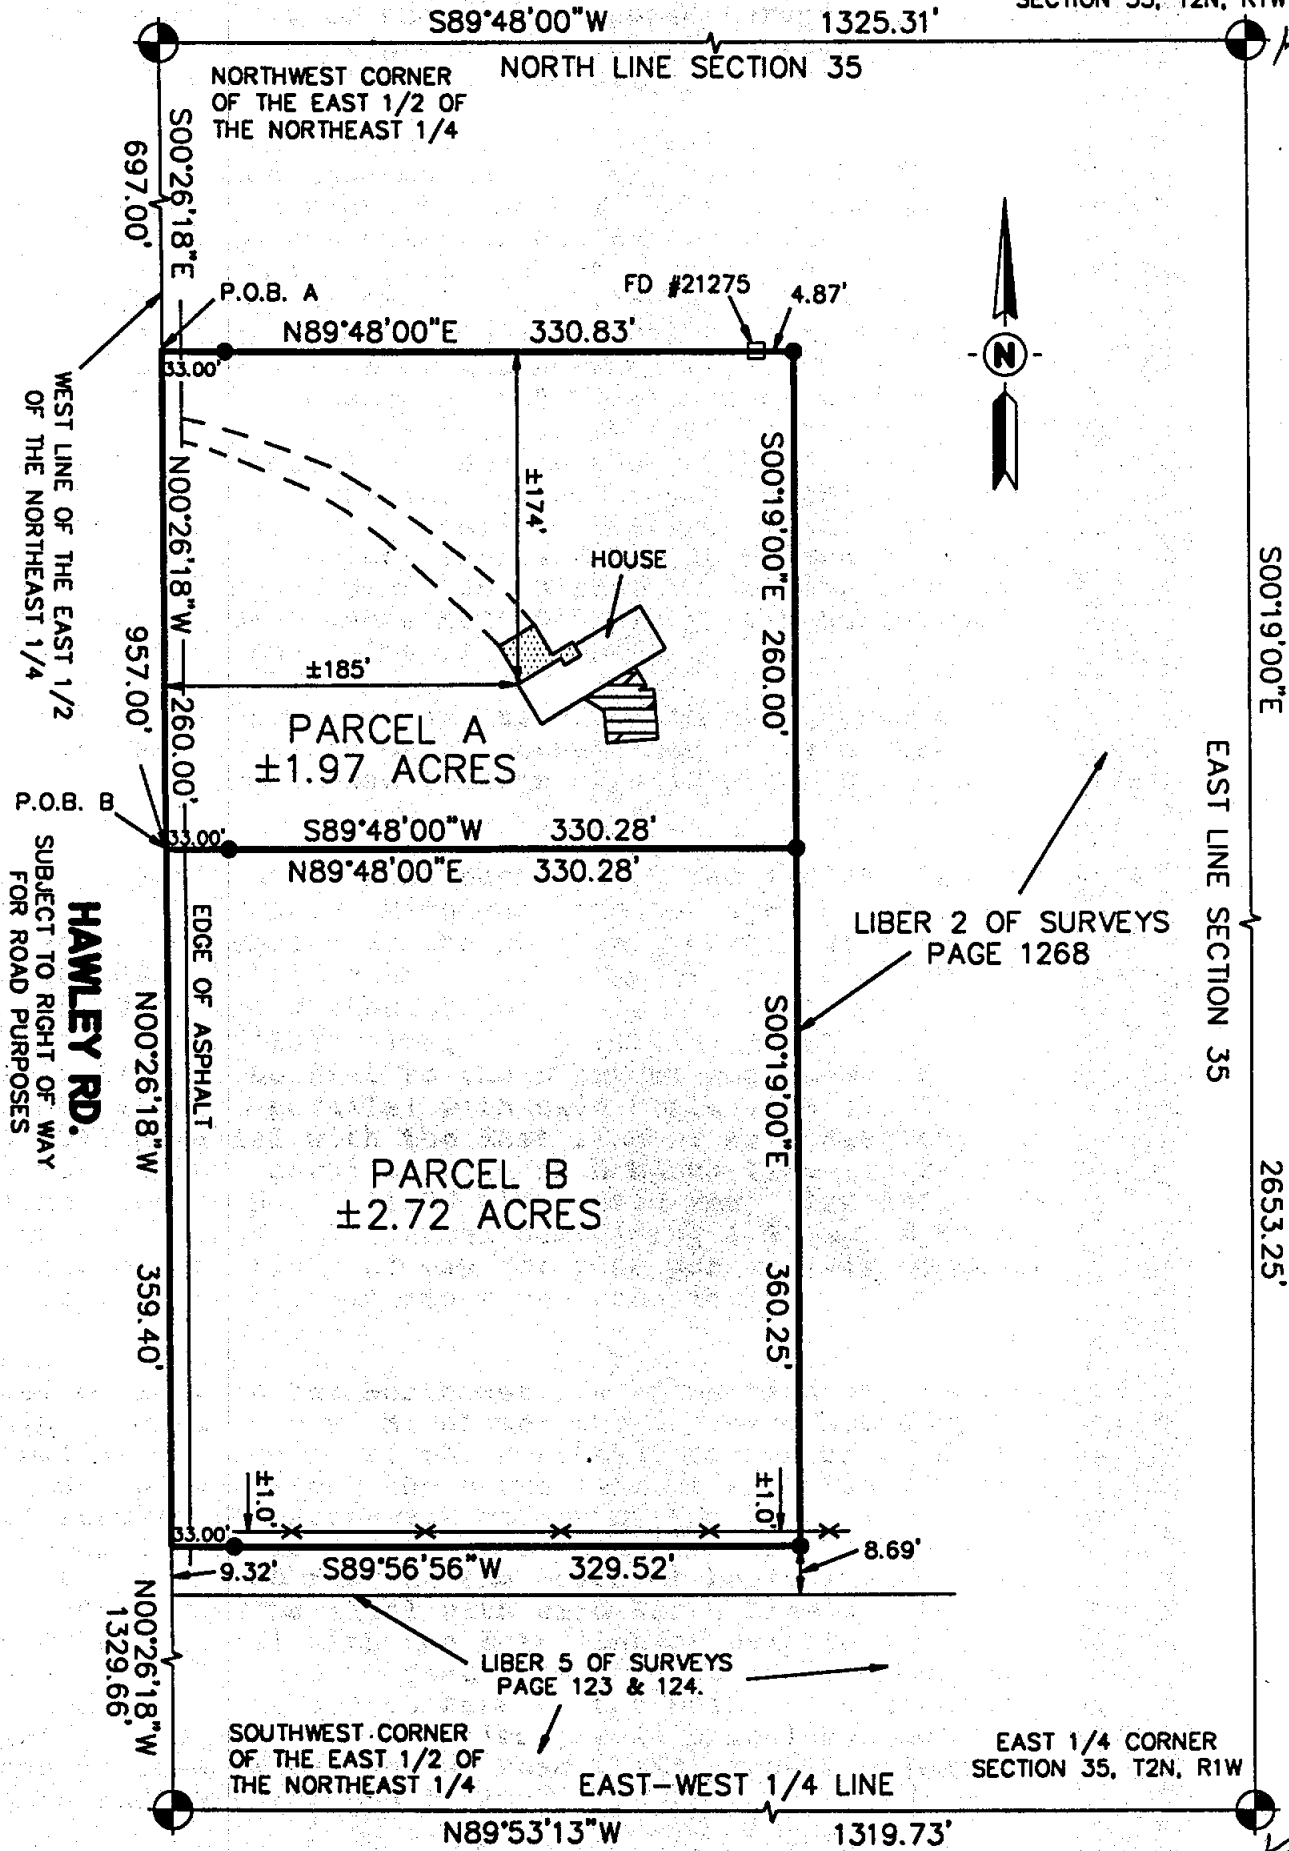 SECTION 35, T2N, R1W
S89°48'00"W 1325.31'
NORTH LINE SECTION 35
NORTHWEST CORNER
OF THE EAST 1/2 OF
THE NORTHEAST 1/4
S00°26'18"E
697.00'
P.O.B. A
FD #21275
4.87'
N89°48'00"E 330.83'
33.00'
N
WEST LINE OF THE EAST 1/2
OF THE NORTHEAST 1/4
N00°26'18"W 260.00'
±174'
HOUSE
S00°19'00"E 260.00'
±185'
PARCEL A
±1.97 ACRES
957.00'
P.O.B. B
33.00'
S89°48'00"W 330.28'
N89°48'00"E 330.28'
S00°19'00"E 2653.25'
EAST LINE SECTION 35
LIBER 2 OF SURVEYS
PAGE 1268
HAWLEY RD.
SUBJECT TO RIGHT OF WAY
FOR ROAD PURPOSES
EDGE OF ASPHALT
N00°26'18"W 359.40'
S00°19'00"E 360.25'
PARCEL B
±2.72 ACRES
±1.0'
±1.0'
33.00'
9.32'
S89°56'56"W 329.52'
8.69'
N00°26'18"W
1329.66'
LIBER 5 OF SURVEYS
PAGE 123 & 124.
SOUTHWEST CORNER
OF THE EAST 1/2 OF
THE NORTHEAST 1/4
EAST 1/4 CORNER
SECTION 35, T2N, R1W
EAST-WEST 1/4 LINE
N89°53'13"W 1319.73'